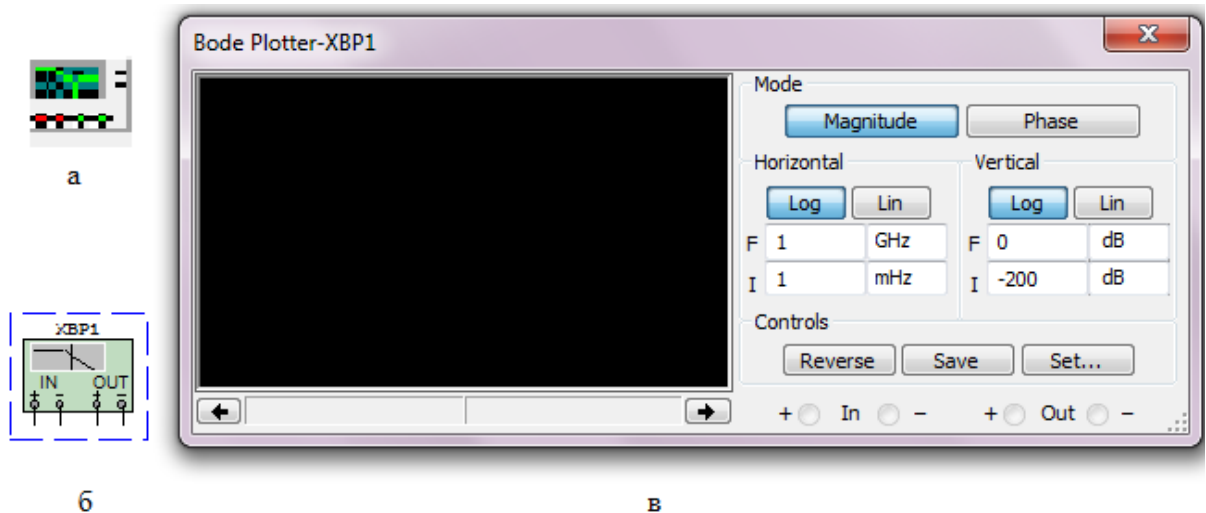 Bode Plotter-XBP1
Mode
Magnitude Phase
Horizontal Vertical
Log Lin Log Lin
F 1 GHz F 0 dB
I 1 mHz I -200 dB
Controls
Reverse Save Set...
+ In - + Out -
а
XBP1
IN OUT
+ - + -
б
в